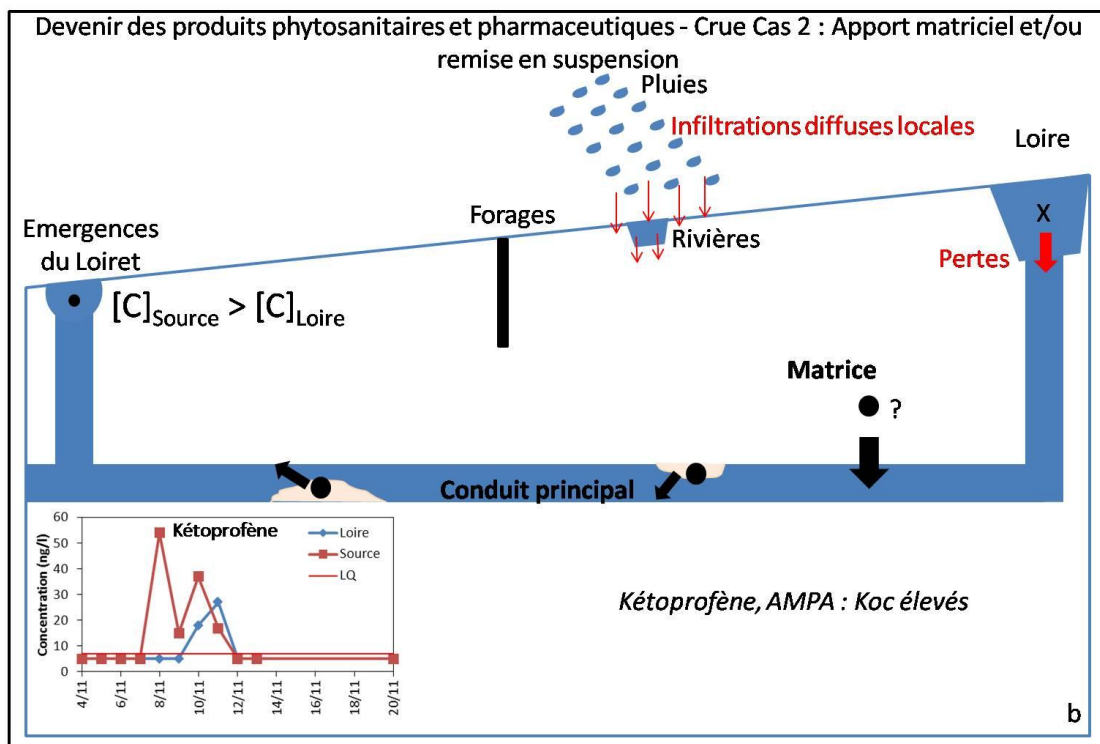 Devenir des produits phytosanitaires et pharmaceutiques - Crue Cas 2 : Apport matriciel et/ou
remise en suspension
Pluies
Infiltrations diffuses locales
Loire
X
Pertes
Forages
Rivières
Emergences
du Loiret
[C]Source > [C]Loire
Matrice
?
Conduit principal
Kétoprofène
Loire
Source
LQ
Concentration (ng/l)
60
50
40
30
20
10
0
4/11
6/11
8/11
10/11
12/11
14/11
16/11
18/11
20/11
Kétoprofène, AMPA : Koc élevés
b